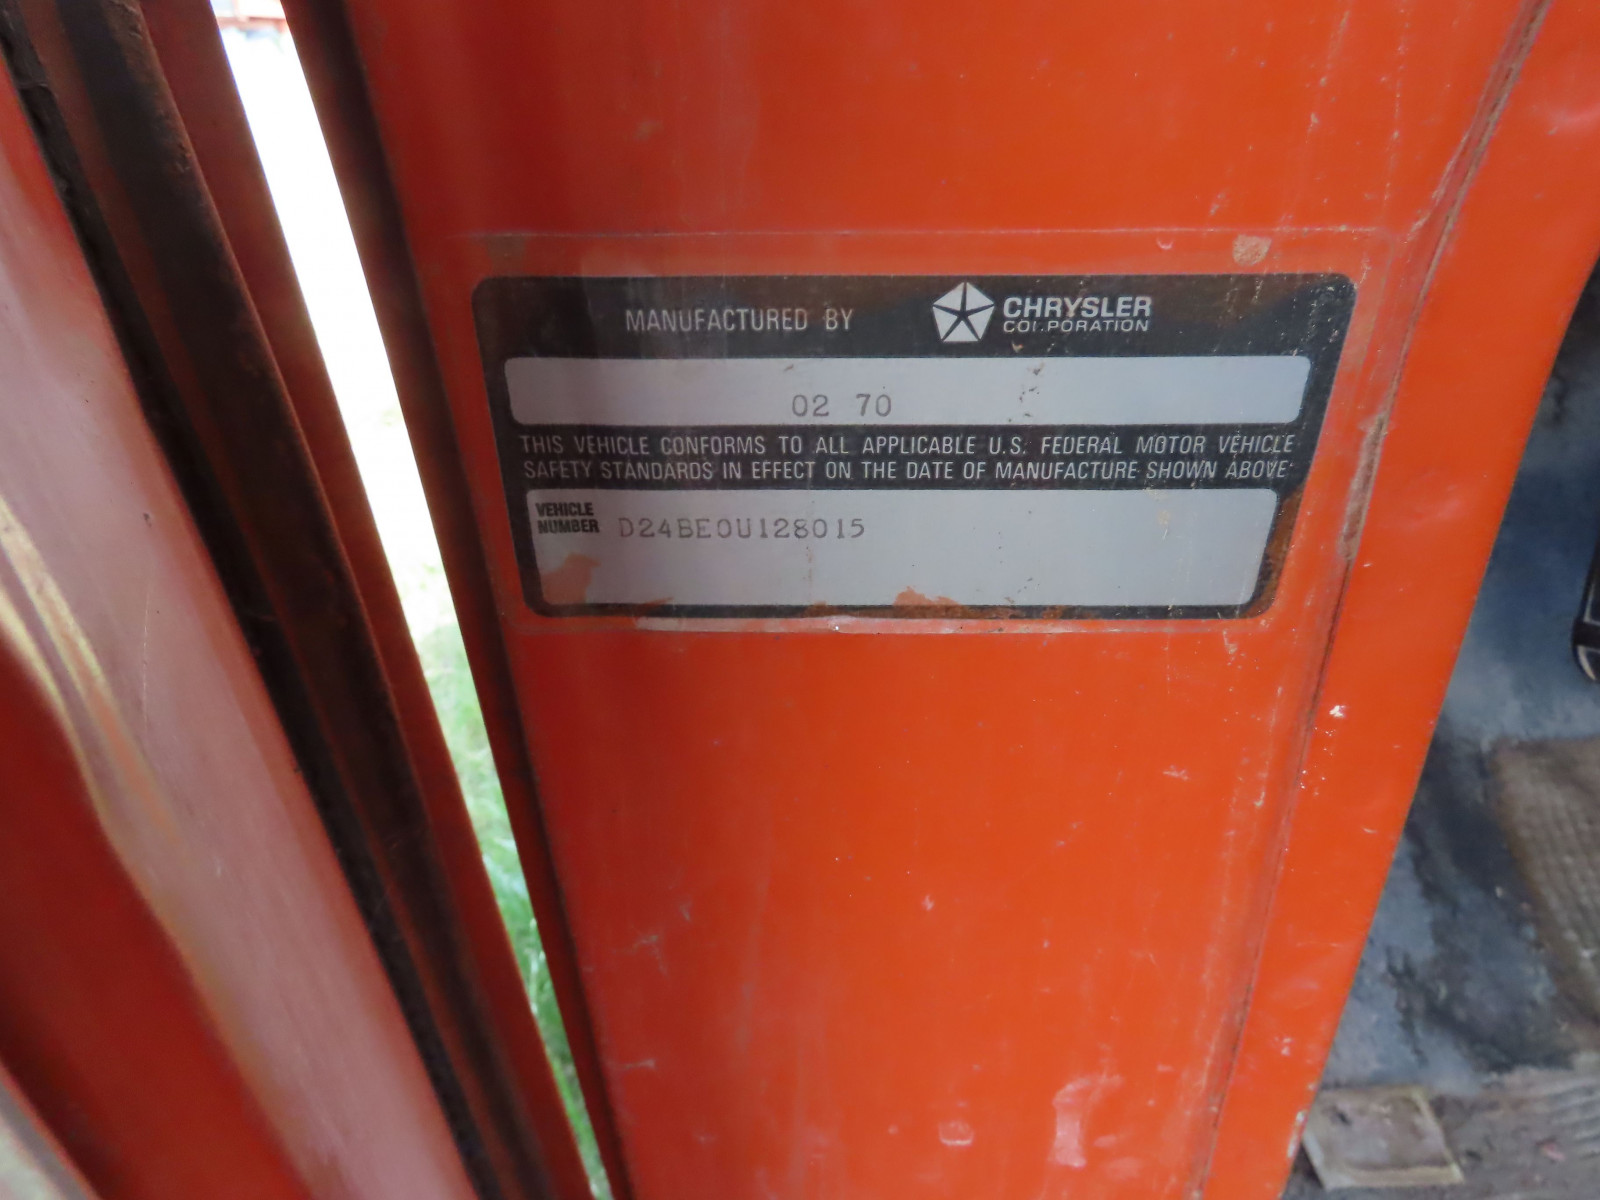 MANUFACTURED BY CHRYSLER
CORPORATION
02 70
THIS VEHICLE CONFORMS TO ALL APPLICABLE U.S. FEDERAL MOTOR VEHICLE
SAFETY STANDARDS IN EFFECT ON THE DATE OF MANUFACTURE SHOWN ABOVE.
VEHICLE
NUMBER D24BE0U128015